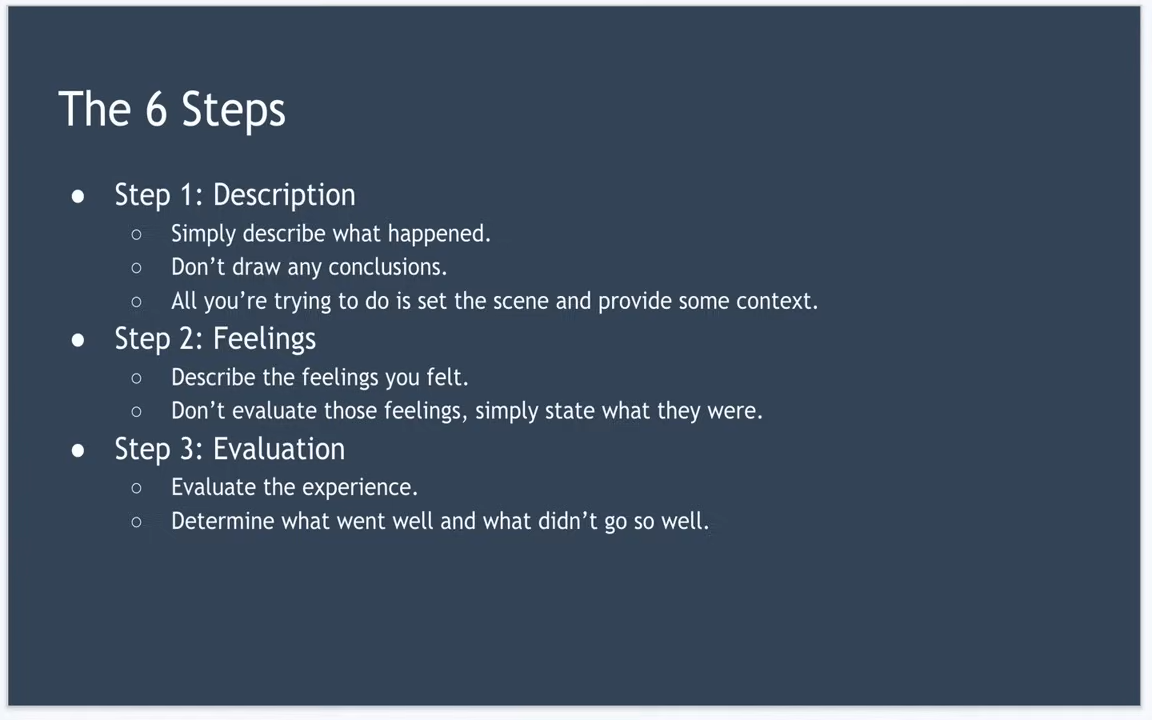 The 6 Steps
● Step 1: Description
○ Simply describe what happened.
○ Don’t draw any conclusions.
○ All you’re trying to do is set the scene and provide some context.
● Step 2: Feelings
○ Describe the feelings you felt.
○ Don’t evaluate those feelings, simply state what they were.
● Step 3: Evaluation
○ Evaluate the experience.
○ Determine what went well and what didn’t go so well.